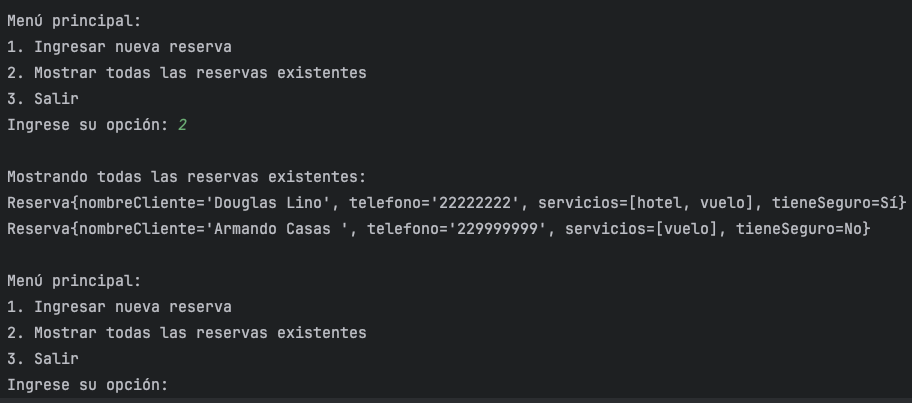 Menú principal:
1. Ingresar nueva reserva
2. Mostrar todas las reservas existentes
3. Salir
Ingrese su opción: 2
Mostrando todas las reservas existentes:
Reserva{nombreCliente='Douglas Lino', telefono='22222222', servicios=[hotel, vuelo], tieneSeguro=Sí}
Reserva{nombreCliente='Armando Casas ', telefono='229999999', servicios=[vuelo], tieneSeguro=No}
Menú principal:
1. Ingresar nueva reserva
2. Mostrar todas las reservas existentes
3. Salir
Ingrese su opción: